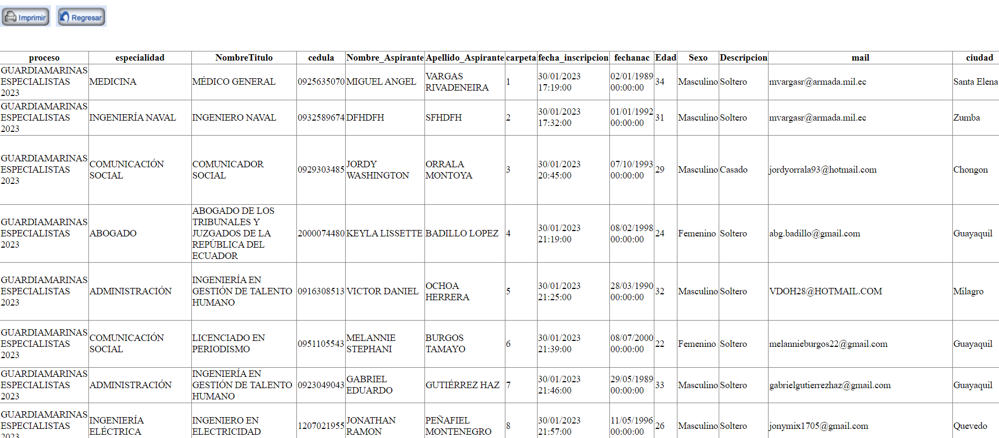 Imprimir Regresar
proceso especialidad NombreTitulo cedula Nombre_Aspirante Apellido_Aspirante carpeta fecha_inscripcion fechanac Edad Sexo Descripcion mail ciudad
GUARDIAMARINAS ESPECIALISTAS 2023 MEDICINA MÉDICO GENERAL 0925635070 MIGUEL ANGEL VARGAS RIVADENEIRA 1 30/01/2023 17:19:00 02/01/1989 00:00:00 34 Masculino Soltero mvargasr@armada.mil.ec Santa Elena
GUARDIAMARINAS ESPECIALISTAS 2023 INGENIERÍA NAVAL INGENIERO NAVAL 0932589674 DFHDFH SFHDFH 2 30/01/2023 17:32:00 01/01/1992 00:00:00 31 Masculino Soltero mvargasr@armada.mil.ec Zumba
GUARDIAMARINAS ESPECIALISTAS 2023 COMUNICACIÓN SOCIAL COMUNICADOR SOCIAL 0929303485 JORDY WASHINGTON ORRALA MONTOYA 3 30/01/2023 20:45:00 07/10/1993 00:00:00 29 Masculino Casado jordyorrala93@hotmail.com Chongon
GUARDIAMARINAS ESPECIALISTAS 2023 ABOGADO ABOGADO DE LOS TRIBUNALES Y JUZGADOS DE LA REPÚBLICA DEL ECUADOR 2000074480 KEYLA LISSETTE BADILLO LOPEZ 4 30/01/2023 21:19:00 08/02/1998 00:00:00 24 Femenino Soltero abg.badillo@gmail.com Guayaquil
GUARDIAMARINAS ESPECIALISTAS 2023 ADMINISTRACIÓN INGENIERÍA EN GESTIÓN DE TALENTO HUMANO 0916308513 VICTOR DANIEL OCHOA HERRERA 5 30/01/2023 21:25:00 28/03/1990 00:00:00 32 Masculino Soltero VDOH28@HOTMAIL.COM Milagro
GUARDIAMARINAS ESPECIALISTAS 2023 COMUNICACIÓN SOCIAL LICENCIADO EN PERIODISMO 0951105543 MELANNIE STEPHANI BURGOS TAMAYO 6 30/01/2023 21:39:00 08/07/2000 00:00:00 22 Femenino Soltero melannieburgos22@gmail.com Guayaquil
GUARDIAMARINAS ESPECIALISTAS 2023 ADMINISTRACIÓN INGENIERÍA EN GESTIÓN DE TALENTO HUMANO 0923049043 GABRIEL EDUARDO GUTIÉRREZ HAZ 7 30/01/2023 21:46:00 29/05/1989 00:00:00 33 Masculino Soltero gabrielgutierrezhaz@gmail.com Guayaquil
GUARDIAMARINAS ESPECIALISTAS 2023 INGENIERÍA ELÉCTRICA INGENIERO EN ELECTRICIDAD 1207021955 JONATHAN RAMON PEÑAFIEL MONTENEGRO 8 30/01/2023 21:57:00 11/05/1996 00:00:00 26 Masculino Soltero jonymix1705@gmail.com Quevedo